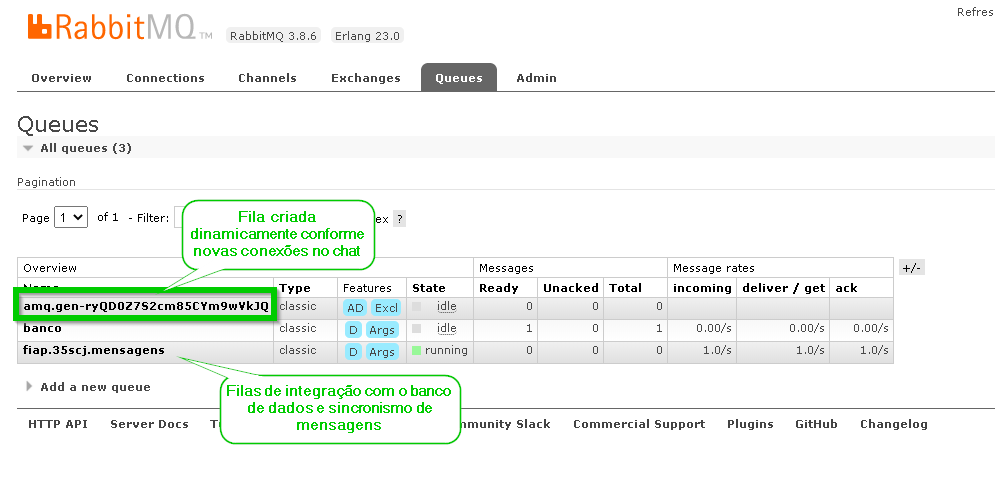 Refres
RabbitMQ TM RabbitMQ 3.8.6 Erlang 23.0
Overview Connections Channels Exchanges Queues Admin
Queues
All queues (3)
Pagination
Page 1 of 1 - Filter: ex ?
Fila criada
dinamicamente conforme
novas conexões no chat
Overview Messages Message rates +/-
Name Type Features State Ready Unacked Total incoming deliver / get ack
amq.gen-ryQD0Z7S2cm85CYm9wVkJQ classic AD Excl idle 0 0 0
banco classic D Args idle 1 0 1 0.00/s 0.00/s 0.00/s
fiap.35scj.mensagens classic D Args running 0 0 0 1.0/s 1.0/s 1.0/s
Add a new queue
Filas de integração com o banco
de dados e sincronismo de
mensagens
HTTP API Server Docs mmunity Slack Commercial Support Plugins GitHub Changelog